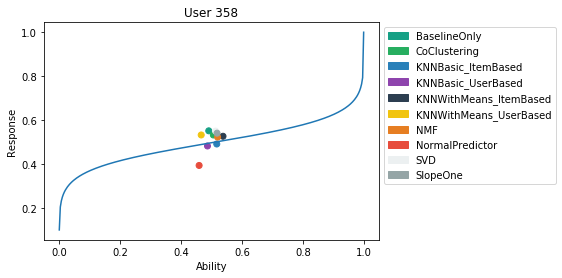 User 358
1.0
0.8
0.6
0.4
0.2
Response
0.0
0.2
0.4
0.6
0.8
1.0
Ability
BaselineOnly
CoClustering
KNNBasic_ItemBased
KNNBasic_UserBased
KNNWithMeans_ItemBased
KNNWithMeans_UserBased
NMF
NormalPredictor
SVD
SlopeOne